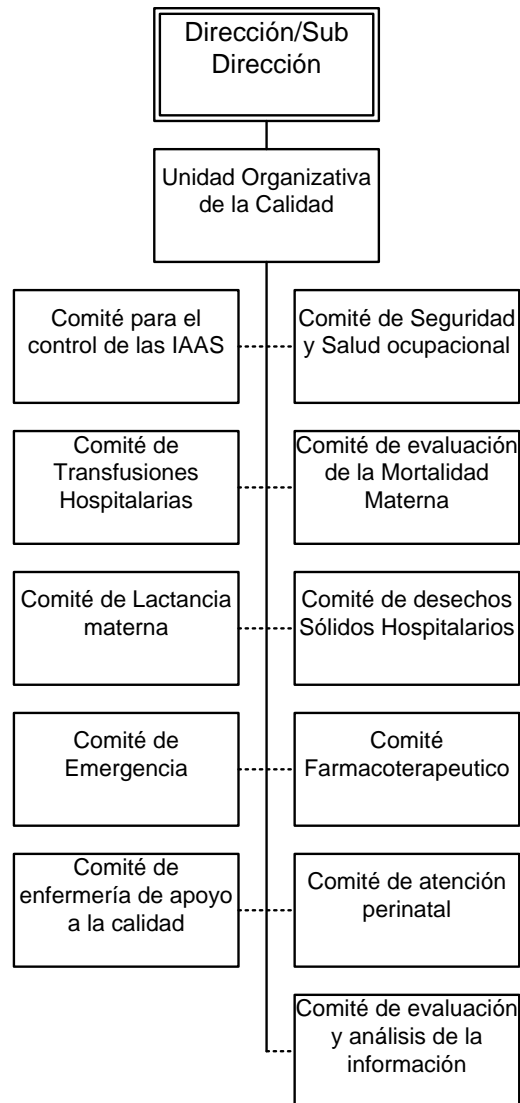 Dirección/Sub
Dirección
Unidad Organizativa
de la Calidad
Comité para el
control de las IAAS
Comité de Seguridad
y Salud ocupacional
Comité de
Transfusiones
Hospitalarias
Comité de evaluación
de la Mortalidad
Materna
Comité de Lactancia
materna
Comité de desechos
Sólidos Hospitalarios
Comité de
Emergencia
Comité
Farmacoterapeutico
Comité de
enfermería de apoyo
a la calidad
Comité de atención
perinatal
Comité de evaluación
y análisis de la
información